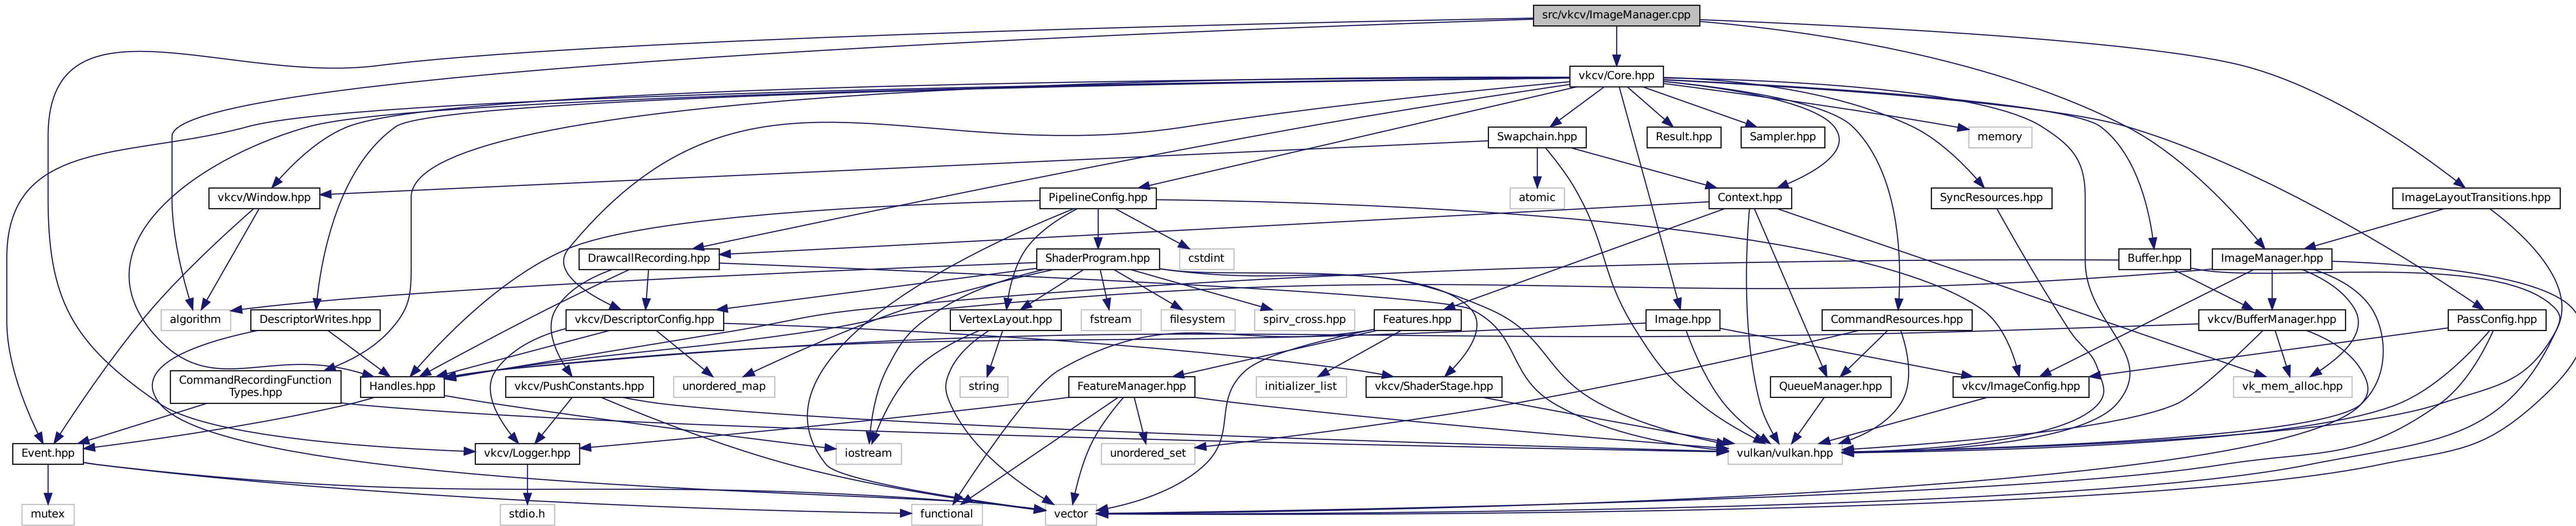 src/vkcv/ImageManager.cpp
vkcv/Core.hpp
Swapchain.hpp
Result.hpp
Sampler.hpp
memory
vkcv/Window.hpp
PipelineConfig.hpp
atomic
Context.hpp
SyncResources.hpp
ImageLayoutTransitions.hpp
DrawcallRecording.hpp
ShaderProgram.hpp
cstdint
Buffer.hpp
ImageManager.hpp
algorithm
DescriptorWrites.hpp
vkcv/DescriptorConfig.hpp
VertexLayout.hpp
fstream
filesystem
spirv_cross.hpp
Features.hpp
Image.hpp
CommandResources.hpp
vkcv/BufferManager.hpp
PassConfig.hpp
CommandRecordingFunction
Types.hpp
Handles.hpp
vkcv/PushConstants.hpp
unordered_map
string
FeatureManager.hpp
initializer_list
vkcv/ShaderStage.hpp
QueueManager.hpp
vkcv/ImageConfig.hpp
vk_mem_alloc.hpp
Event.hpp
vkcv/Logger.hpp
iostream
unordered_set
vulkan/vulkan.hpp
mutex
stdio.h
functional
vector